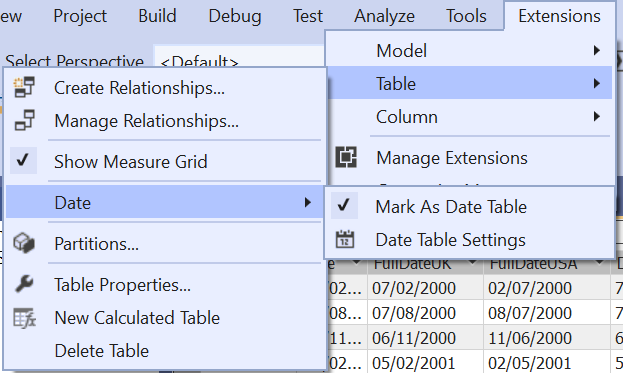 ew Project Build Debug Test Analyze Tools Extensions
Select Perspective <Default>
Model
Table
Column
Manage Extensions
Create Relationships...
Manage Relationships...
Show Measure Grid
Date
Partitions...
Table Properties...
New Calculated Table
Delete Table
Mark As Date Table
12
Date Table Settings
FullDateUK FullDateUSA D
/02... 07/02/2000 02/07/2000 7
/08... 07/08/2000 08/07/2000 7
/11... 06/11/2000 11/06/2000 6
/02... 05/02/2001 02/05/2001 5